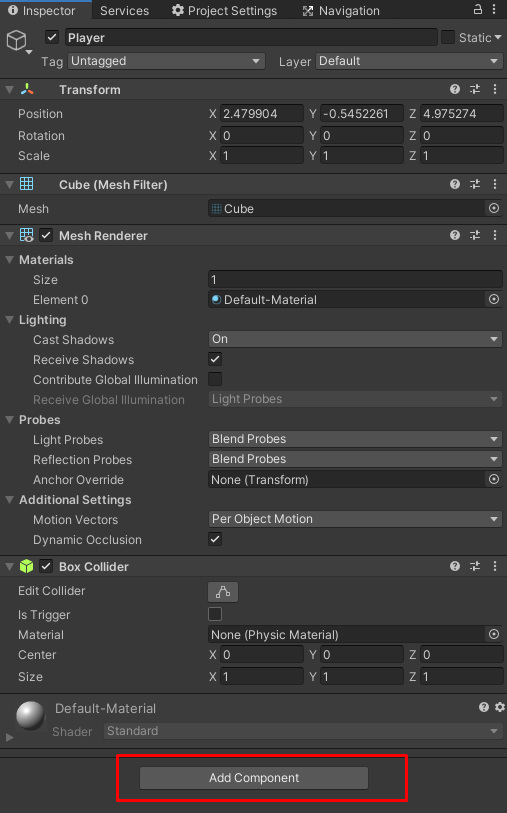 Inspector Services Project Settings Navigation
Player Static
Tag Untagged Layer Default
Transform
Position X 2.479904 Y -0.5452261 Z 4.975274
Rotation X 0 Y 0 Z 0
Scale X 1 Y 1 Z 1
Cube (Mesh Filter)
Mesh Cube
Mesh Renderer
Materials
Size 1
Element 0 Default-Material
Lighting
Cast Shadows On
Receive Shadows
Contribute Global Illumination
Receive Global Illumination Light Probes
Probes
Light Probes Blend Probes
Reflection Probes Blend Probes
Anchor Override None (Transform)
Additional Settings
Motion Vectors Per Object Motion
Dynamic Occlusion
Box Collider
Edit Collider
Is Trigger
Material None (Physic Material)
Center X 0 Y 0 Z 0
Size X 1 Y 1 Z 1
Default-Material
Shader Standard
Add Component